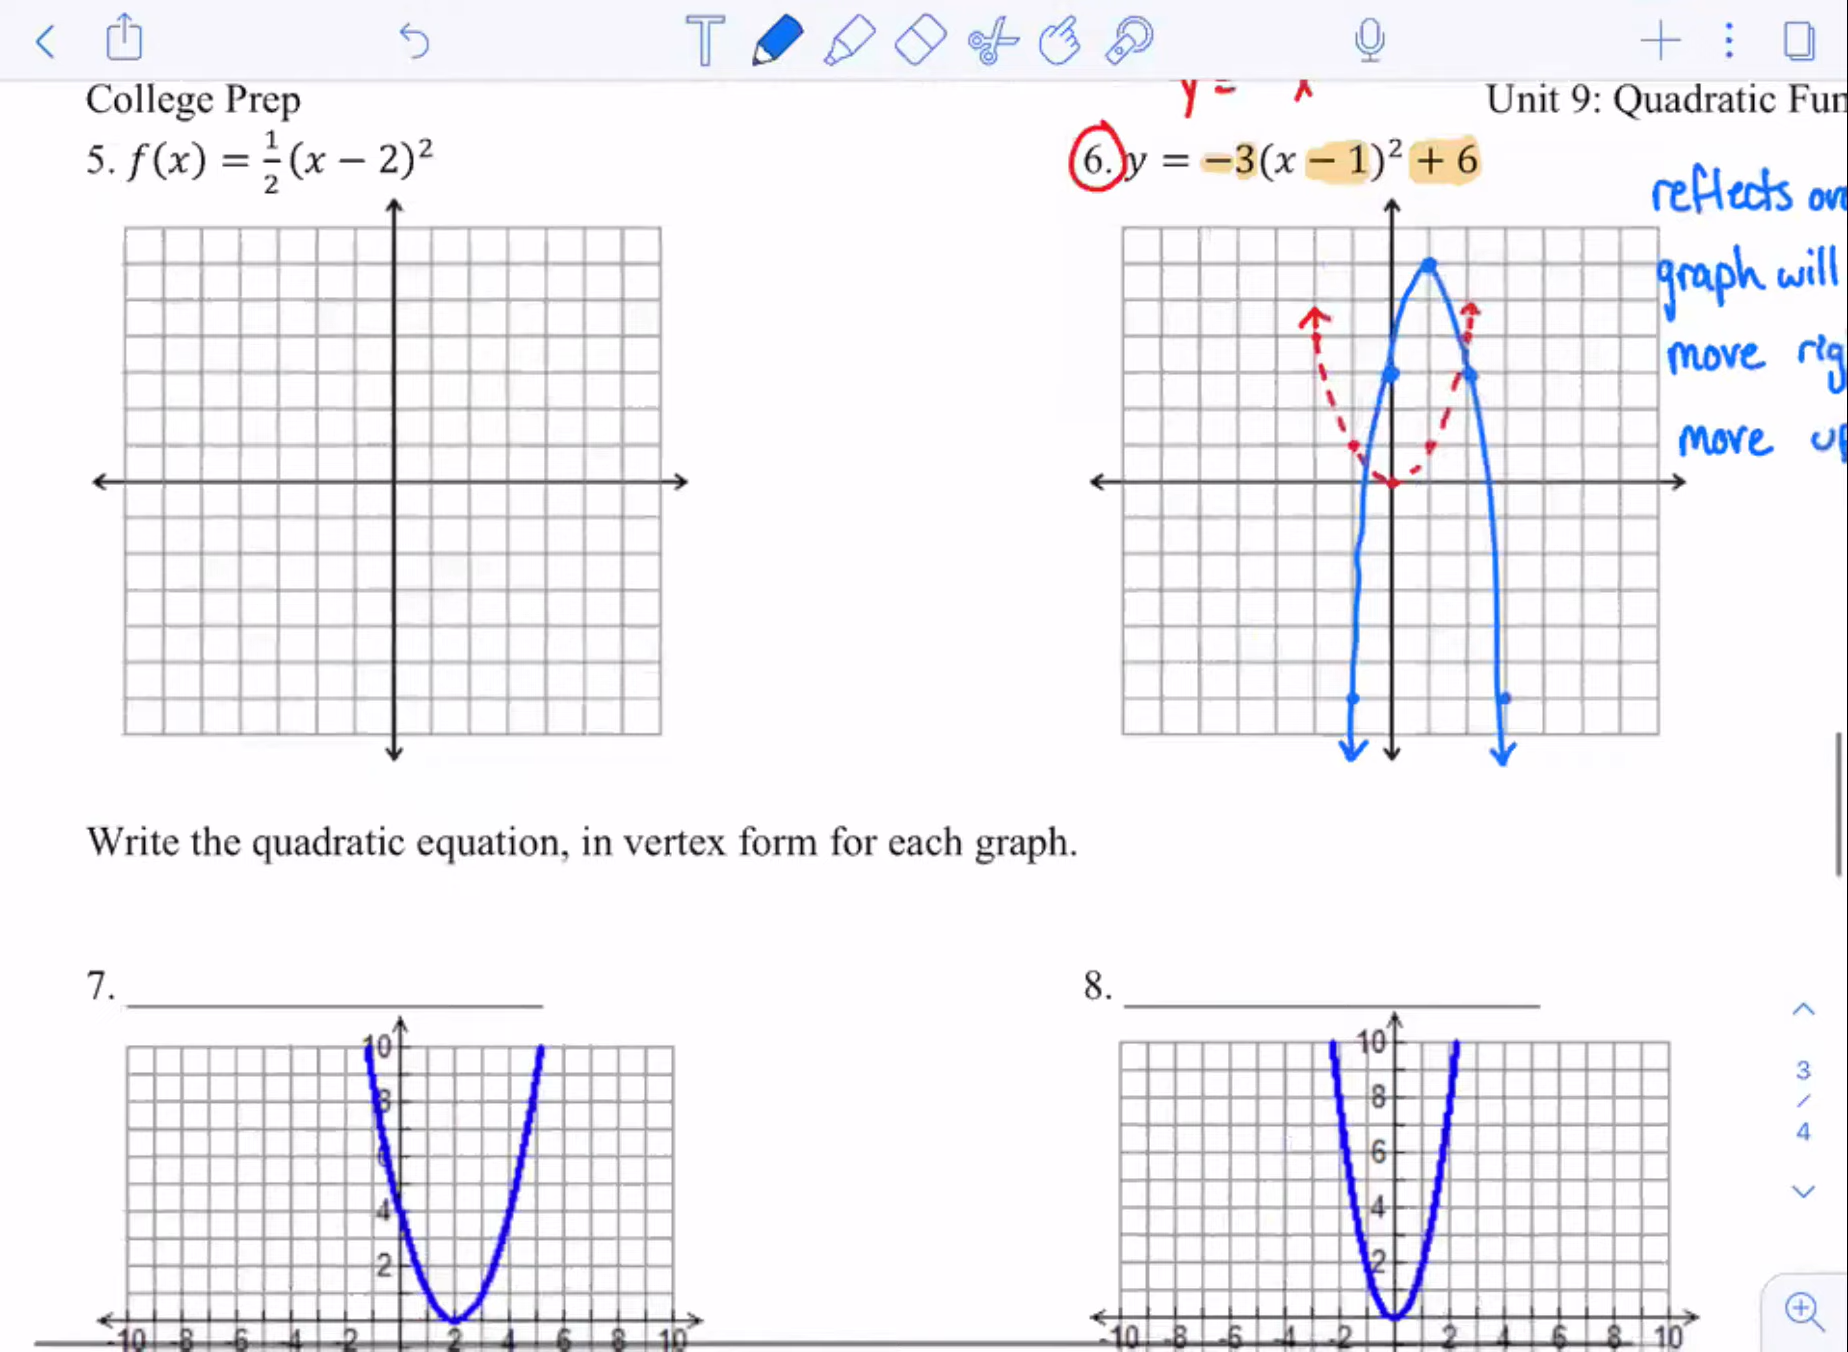 y = x
College Prep
Unit 9: Quadratic Fun
5. f(x) = 1/2(x − 2)²
6. y = −3(x − 1)² + 6
reflects
graph will
move
move
Write the quadratic equation, in vertex form for each graph.
7. _______________
8. _______________
10
8
6
4
2
-10 -8 -6 -4 -2 2 4 6 8 10
10
8
6
4
2
-10 -8 -6 -4 -2 2 4 6 8 10
3
/
4